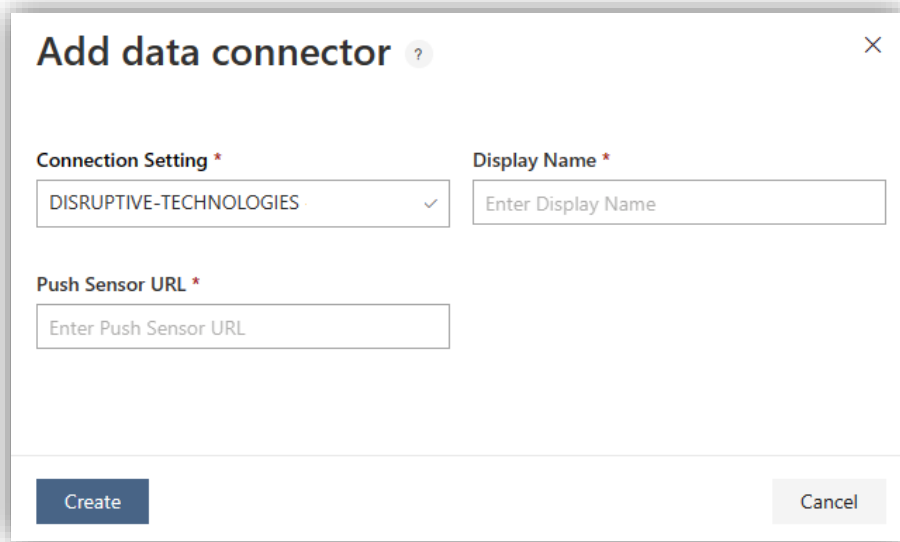 Add data connector ?
Connection Setting *
Display Name *
DISRUPTIVE-TECHNOLOGIES
Enter Display Name
Push Sensor URL *
Enter Push Sensor URL
Create
Cancel